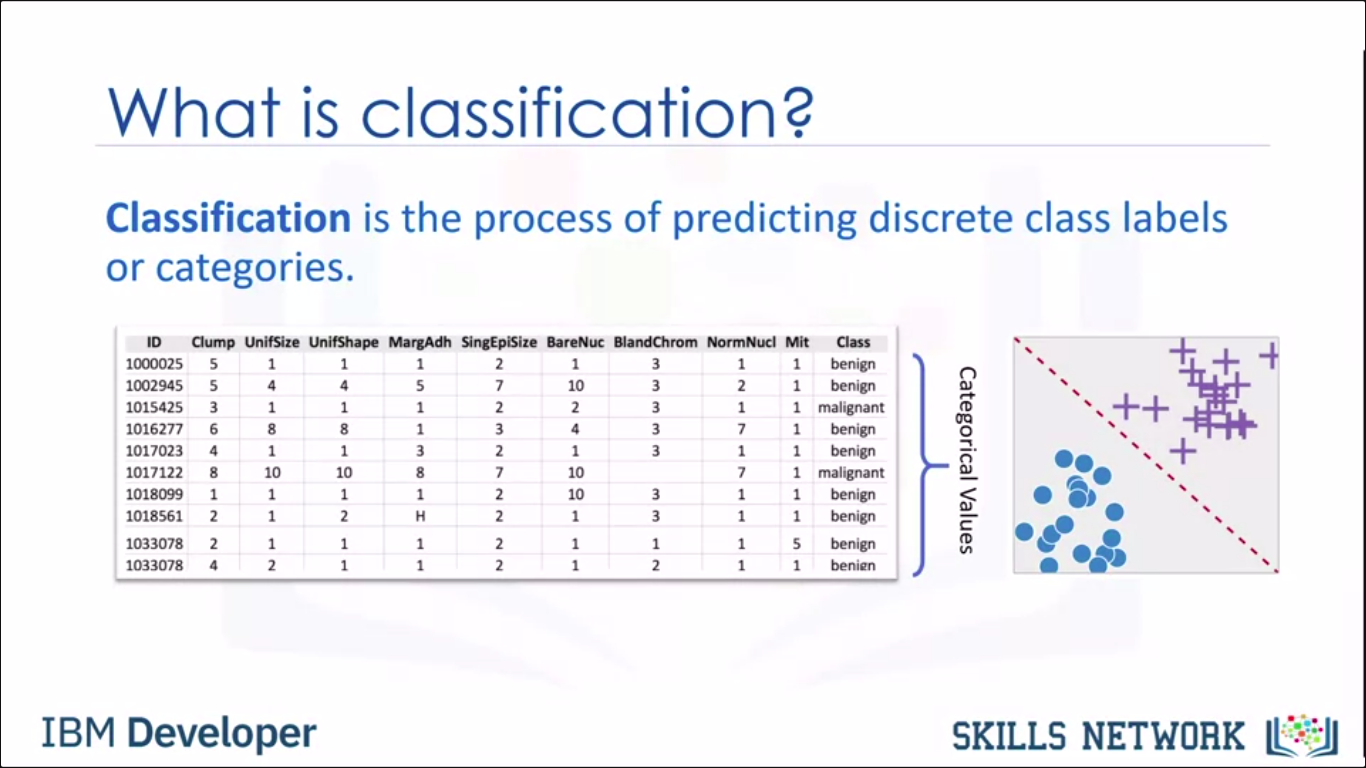 What is classification?
Classification is the process of predicting discrete class labels
or categories.
ID Clump UnifSize UnifShape MargAdh SingEpiSize BareNuc BlandChrom NormNucl Mit Class
1000025 5 1 1 1 2 1 3 1 1 benign
1002945 5 4 4 5 7 10 3 2 1 benign
1015425 3 1 1 1 2 2 3 1 1 malignant
1016277 6 8 8 1 3 4 3 7 1 benign
1017023 4 1 1 3 2 1 3 1 1 benign
1017122 8 10 10 8 7 10 7 1 malignant
1018099 1 1 1 1 2 10 3 1 1 benign
1018561 2 1 2 H 2 1 3 1 1 benign
1033078 2 1 1 1 2 1 1 1 5 benign
1033078 4 2 1 1 2 1 2 1 1 benign
Categorical Values
IBM Developer
SKILLS NETWORK